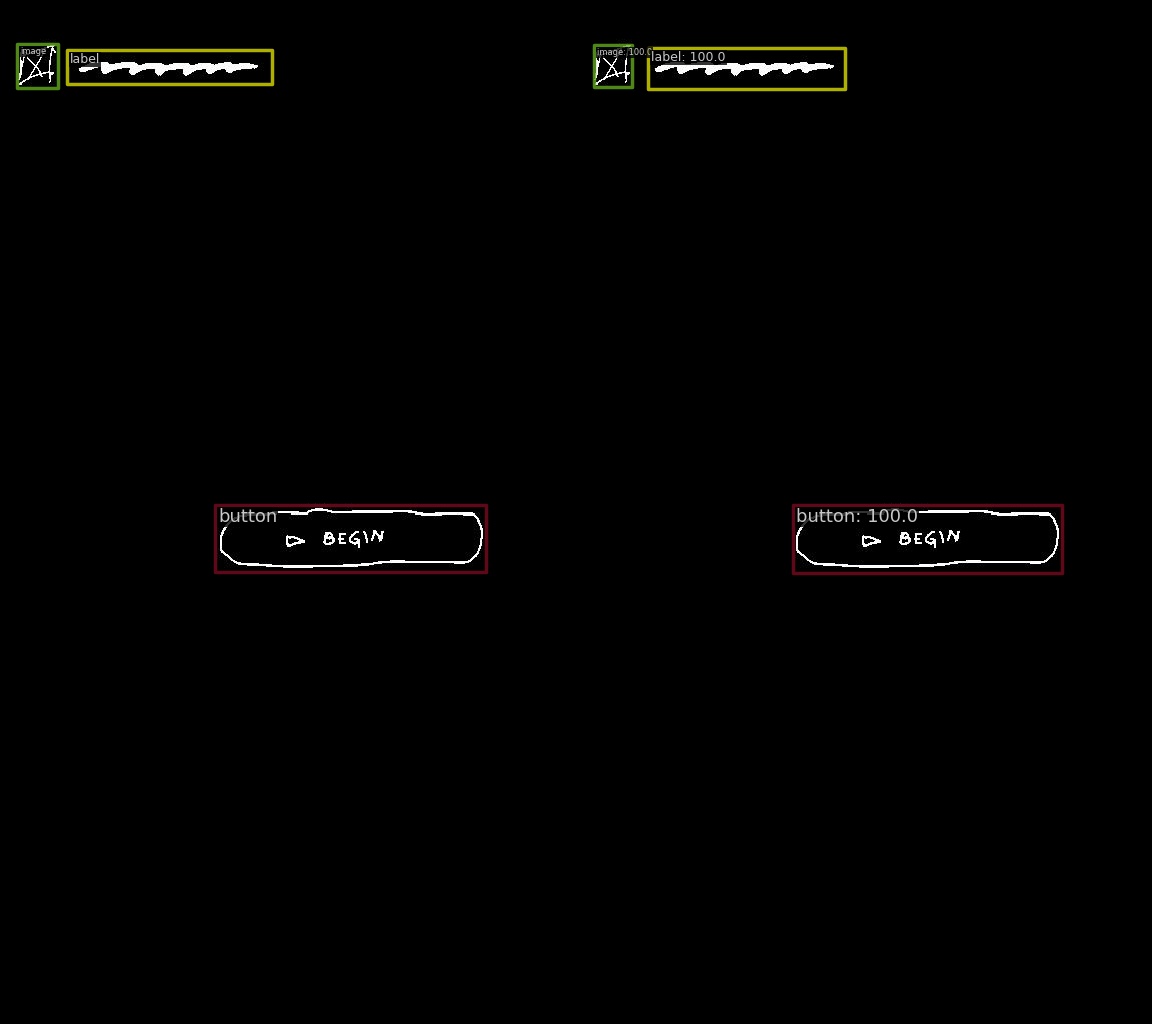 image
label
image: 100.0
label: 100.0
button
BEGIN
button: 100.0
BEGIN